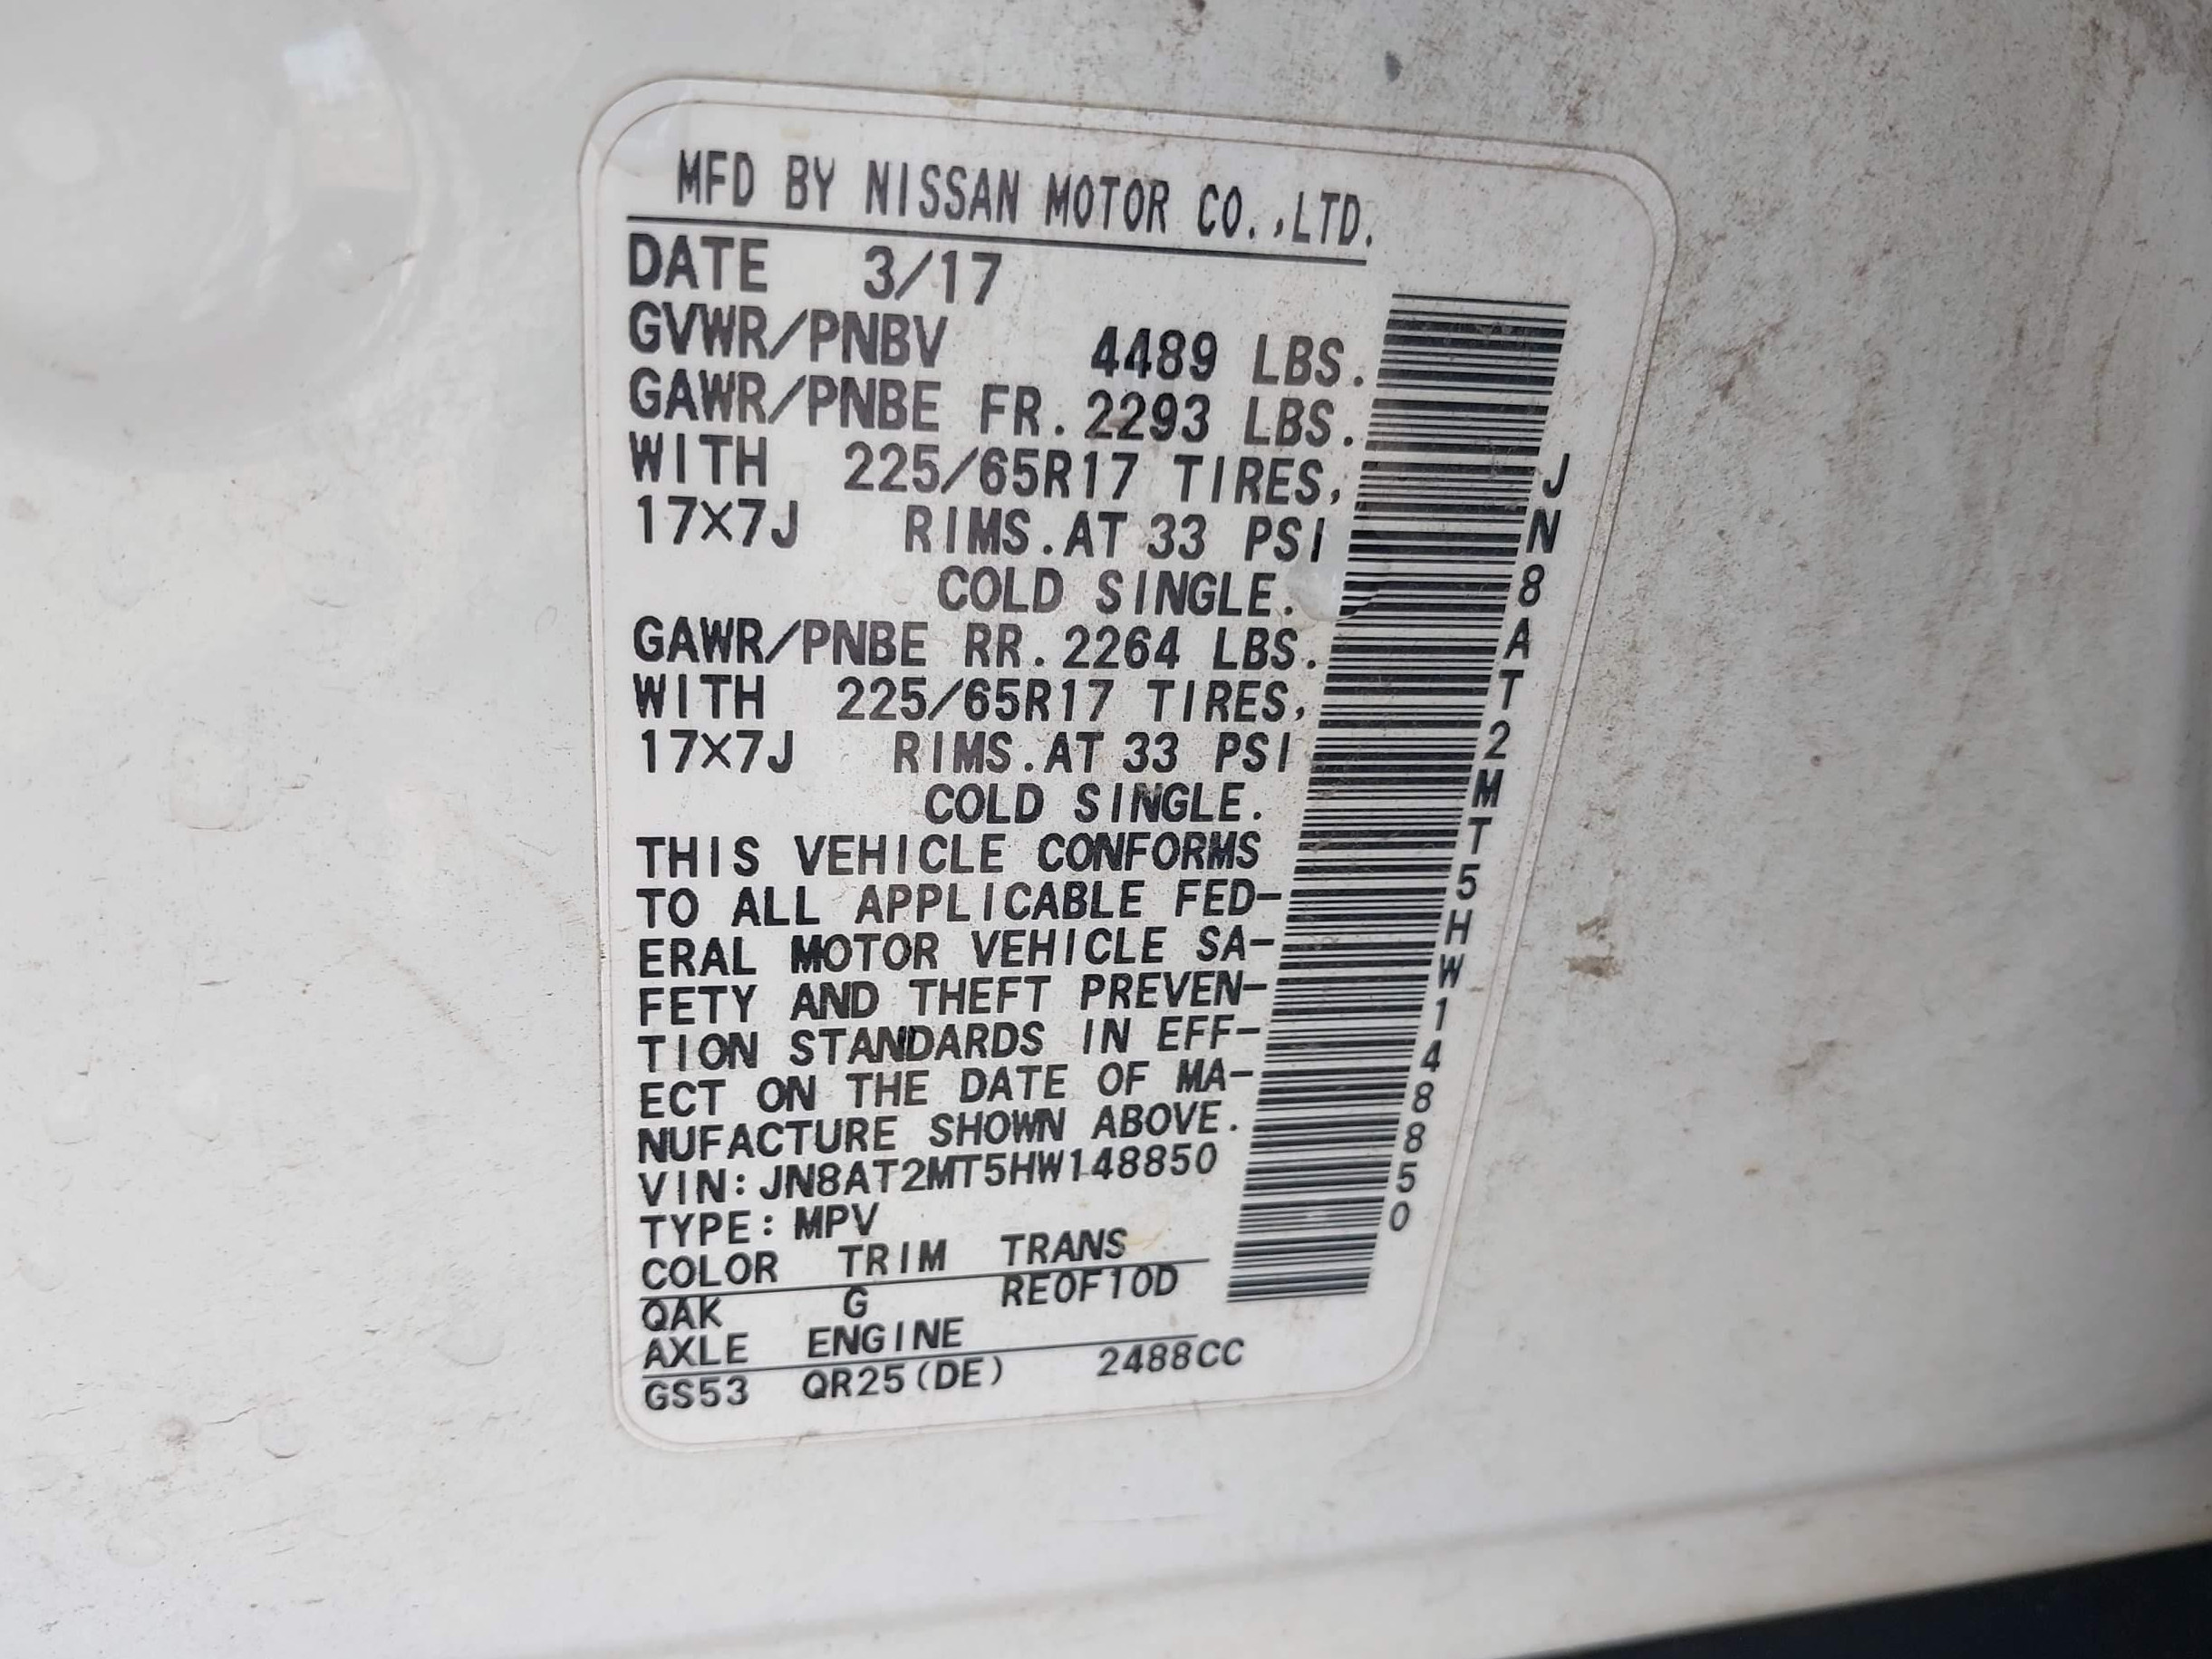 MFD BY NISSAN MOTOR CO.,LTD.
DATE 3/17
GVWR/PNBV 4489 LBS.
GAWR/PNBE FR. 2293 LBS.
WITH 225/65R17 TIRES,
17X7J RIMS.AT 33 PSI
COLD SINGLE.
GAWR/PNBE RR. 2264 LBS.
WITH 225/65R17 TIRES,
17X7J RIMS.AT 33 PSI
COLD SINGLE.
THIS VEHICLE CONFORMS
TO ALL APPLICABLE FED-
ERAL MOTOR VEHICLE SA-
FETY AND THEFT PREVEN-
TION STANDARDS IN EFF-
ECT ON THE DATE OF MA-
NUFACTURE SHOWN ABOVE.
VIN: JN8AT2MT5HW148850
TYPE: MPV
COLOR TRIM TRANS
QAK G RE0F10D
AXLE ENGINE
GS53 QR25(DE) 2488CC
JN8AT2MT5HW148850